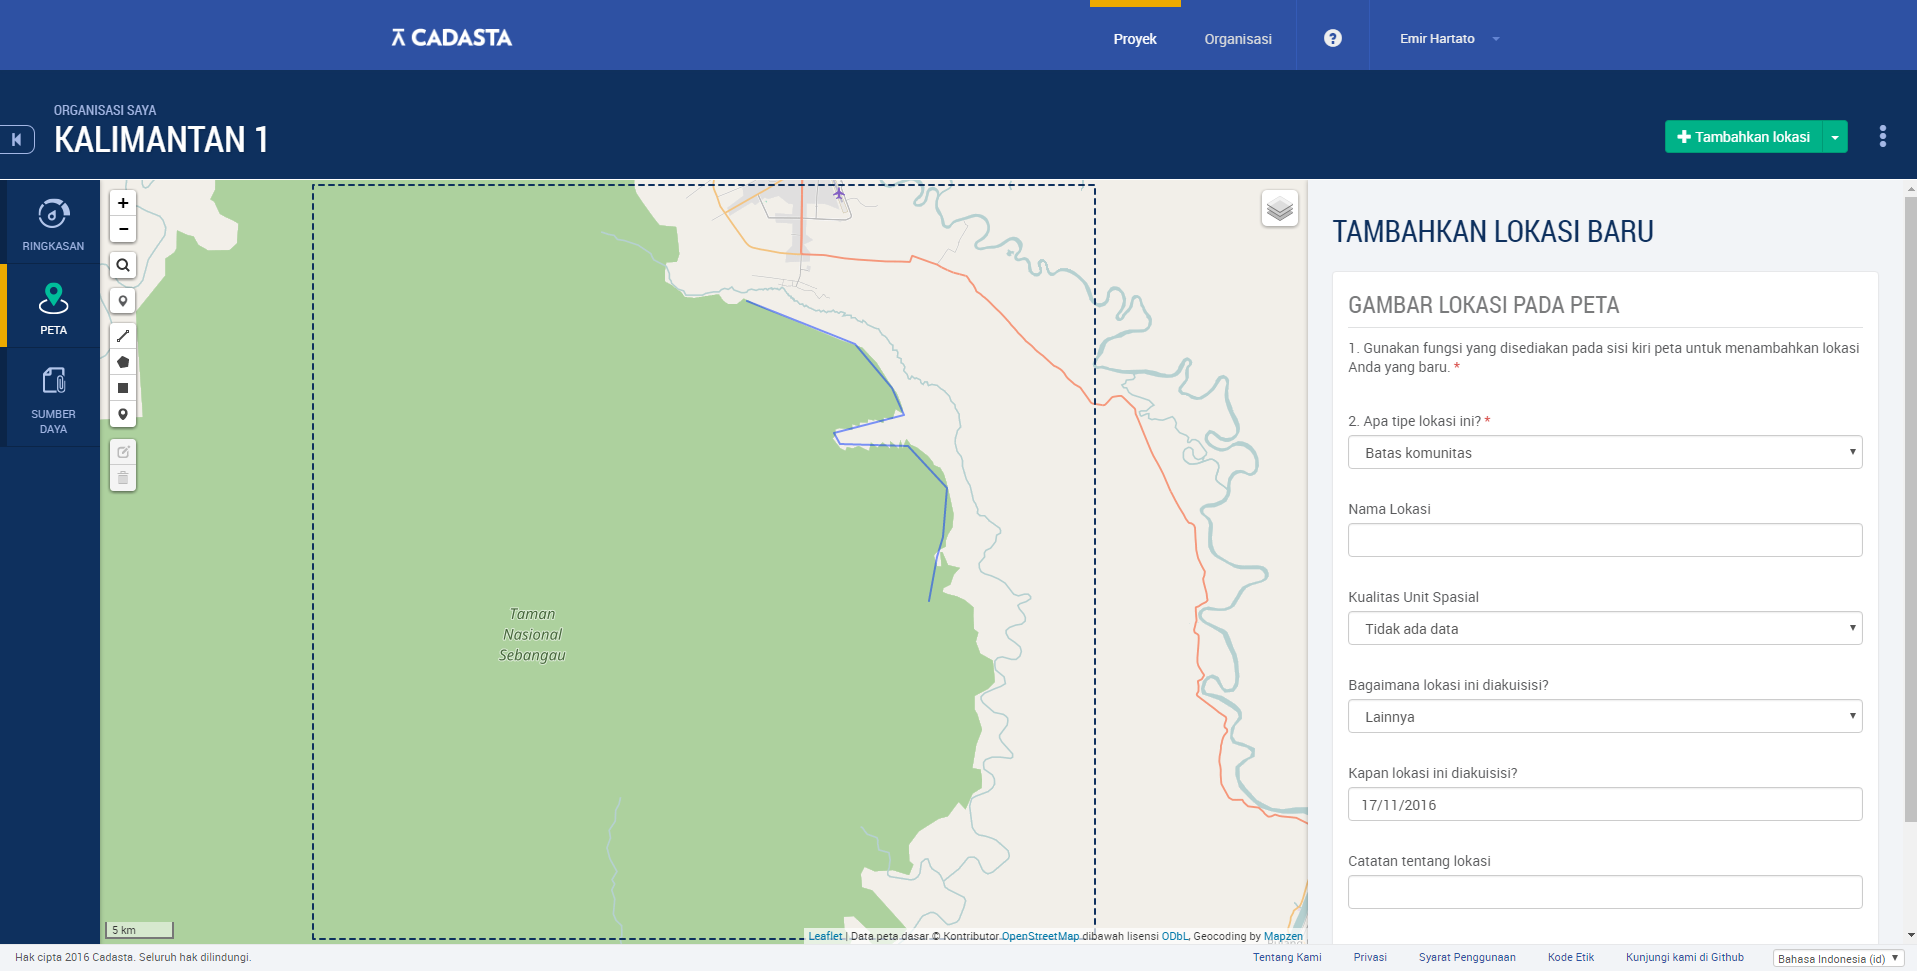 CADASTA
Proyek
Organisasi
?
Emir Hartato
ORGANISASI SAYA
KALIMANTAN 1
Tambahkan lokasi
RINGKASAN
PETA
SUMBER
DAYA
+
−
Taman
Nasional
Sebangau
5 km
Leaflet | Data peta dasar © Kontributor OpenStreetMap dibawah lisensi ODbL, Geocoding by Mapzen
TAMBAHKAN LOKASI BARU
GAMBAR LOKASI PADA PETA
1. Gunakan fungsi yang disediakan pada sisi kiri peta untuk menambahkan lokasi
Anda yang baru. *
2. Apa tipe lokasi ini? *
Batas komunitas
Nama Lokasi
Kualitas Unit Spasial
Tidak ada data
Bagaimana lokasi ini diakuisisi?
Lainnya
Kapan lokasi ini diakuisisi?
17/11/2016
Catatan tentang lokasi
Hak cipta 2016 Cadasta. Seluruh hak dilindungi.
Tentang Kami
Privasi
Syarat Penggunaan
Kode Etik
Kunjungi kami di Github
Bahasa Indonesia (id)